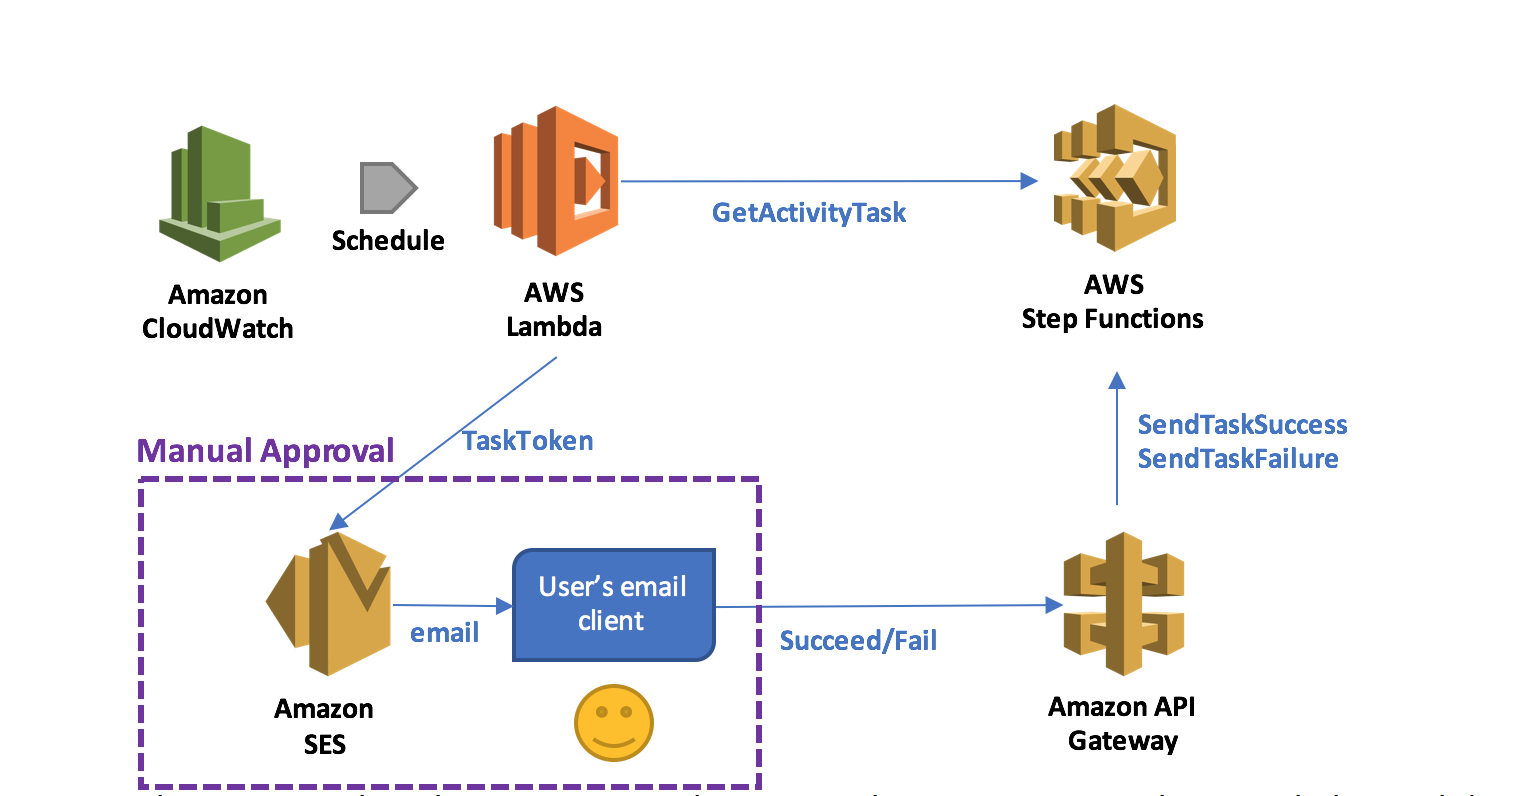 Schedule
GetActivityTask
Amazon
CloudWatch
AWS
Lambda
AWS
Step Functions
Manual Approval
TaskToken
SendTaskSuccess
SendTaskFailure
User’s email
client
email
Succeed/Fail
Amazon
SES
Amazon API
Gateway